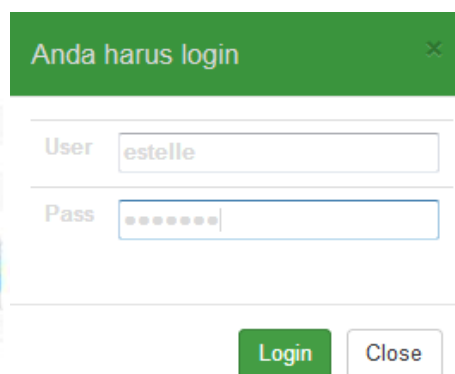 Anda harus login ×
User estelle
Pass •••••••
Login Close